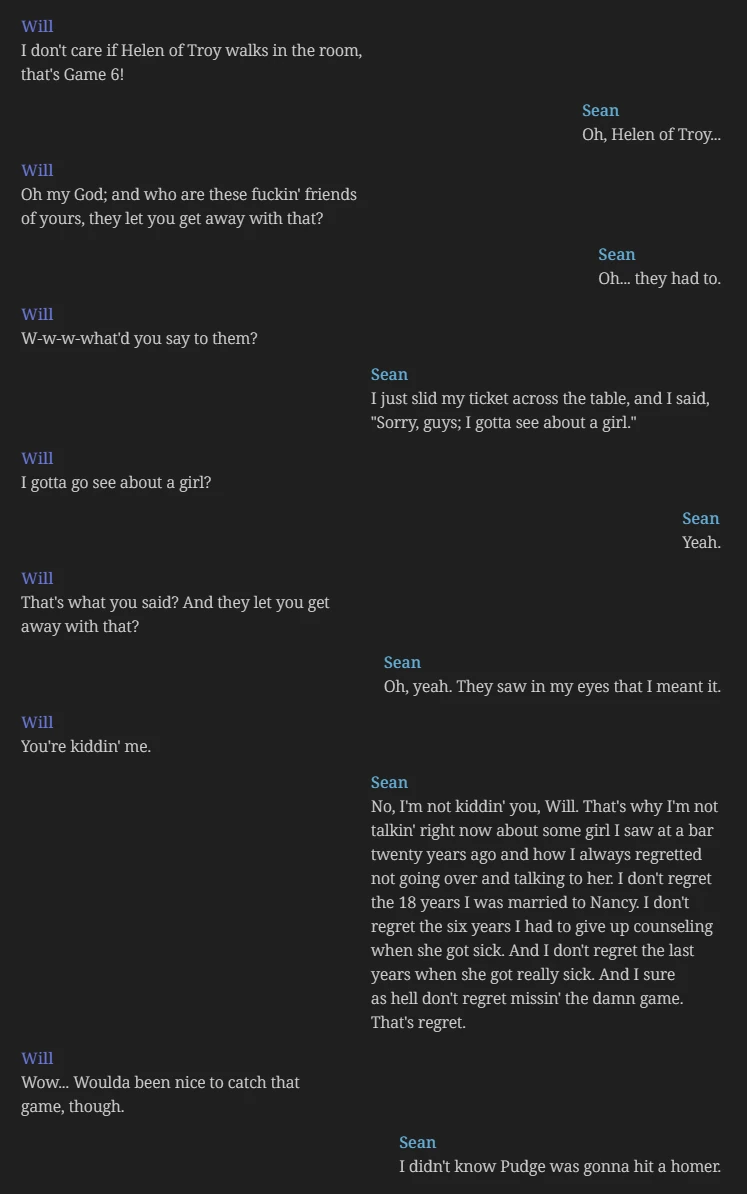 Will
I don't care if Helen of Troy walks in the room,
that's Game 6!
Sean
Oh, Helen of Troy...
Will
Oh my God; and who are these fuckin' friends
of yours, they let you get away with that?
Sean
Oh... they had to.
Will
W-w-w-what'd you say to them?
Sean
I just slid my ticket across the table, and I said,
"Sorry, guys; I gotta see about a girl."
Will
I gotta go see about a girl?
Sean
Yeah.
Will
That's what you said? And they let you get
away with that?
Sean
Oh, yeah. They saw in my eyes that I meant it.
Will
You're kiddin' me.
Sean
No, I'm not kiddin' you, Will. That's why I'm not
talkin' right now about some girl I saw at a bar
twenty years ago and how I always regretted
not going over and talking to her. I don't regret
the 18 years I was married to Nancy. I don't
regret the six years I had to give up counseling
when she got sick. And I don't regret the last
years when she got really sick. And I sure
as hell don't regret missin' the damn game.
That's regret.
Will
Wow... Woulda been nice to catch that
game, though.
Sean
I didn't know Pudge was gonna hit a homer.